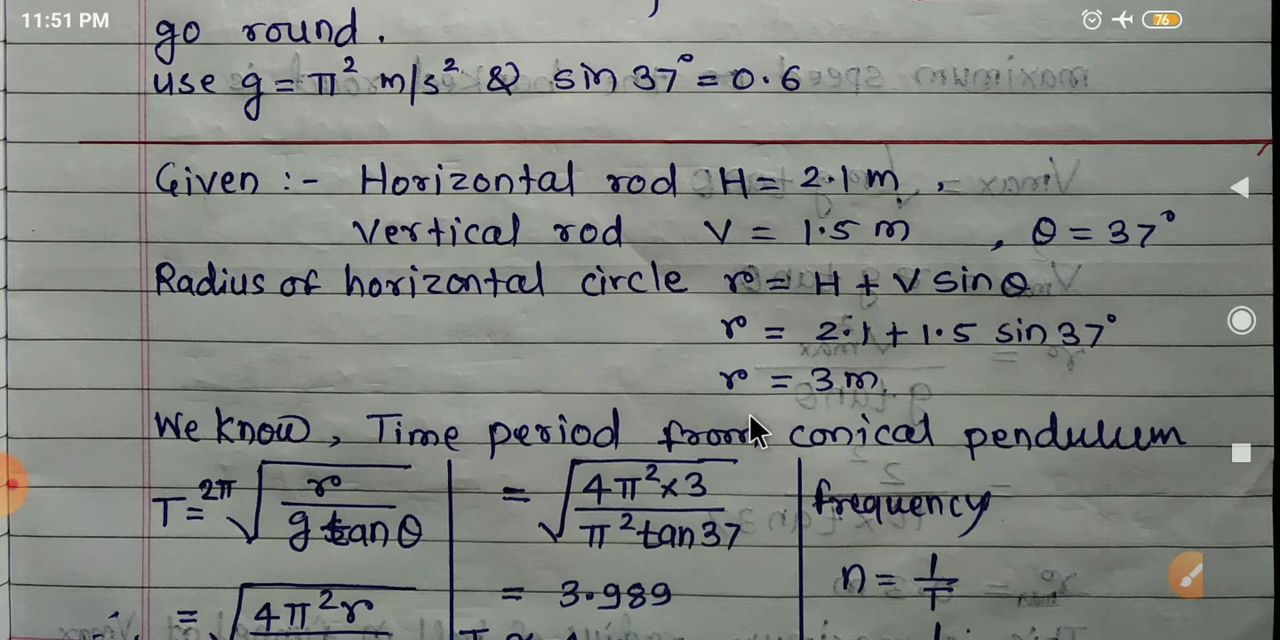 11:51 PM
76
go round.
use g = π² m/s² & sin 37° = 0.6
Given :- Horizontal rod H = 2.1 m ,
Vertical rod V = 1.5 m , θ = 37°
Radius of horizontal circle r = H + V sin θ
r = 2.1 + 1.5 sin 37°
r = 3 m
We know, Time period from conical pendulum
T = 2π √(r / g tan θ)
= √(4π² r
= √(4π² × 3 / π² tan 37)
= 3.989
frequency
n = 1/T